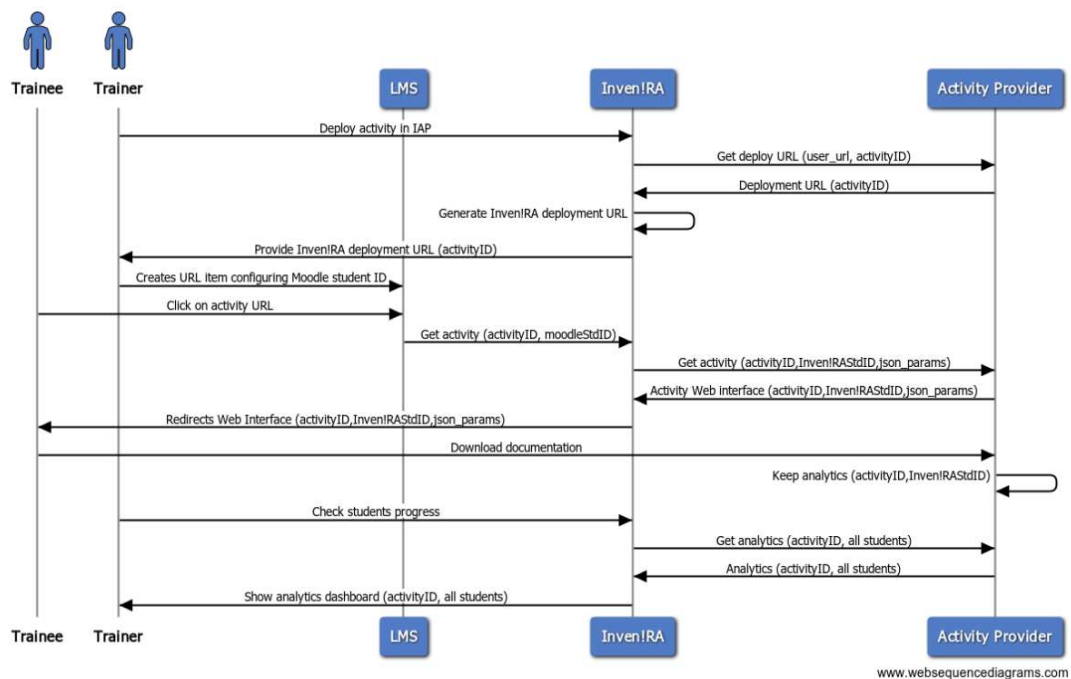 Trainee Trainer LMS Inven!RA Activity Provider
Deploy activity in IAP
Get deploy URL (user_url, activityID)
Deployment URL (activityID)
Generate Inven!RA deployment URL
Provide Inven!RA deployment URL (activityID)
Creates URL item configuring Moodle student ID
Click on activity URL
Get activity (activityID, moodleStdID)
Get activity (activityID,Inven!RAStdID,json_params)
Activity Web interface (activityID,Inven!RAStdID,json_params)
Redirects Web Interface (activityID,Inven!RAStdID,json_params)
Download documentation
Keep analytics (activityID,Inven!RAStdID)
Check students progress
Get analytics (activityID, all students)
Analytics (activityID, all students)
Show analytics dashboard (activityID, all students)
Trainee Trainer LMS Inven!RA Activity Provider
www.websequencediagrams.com